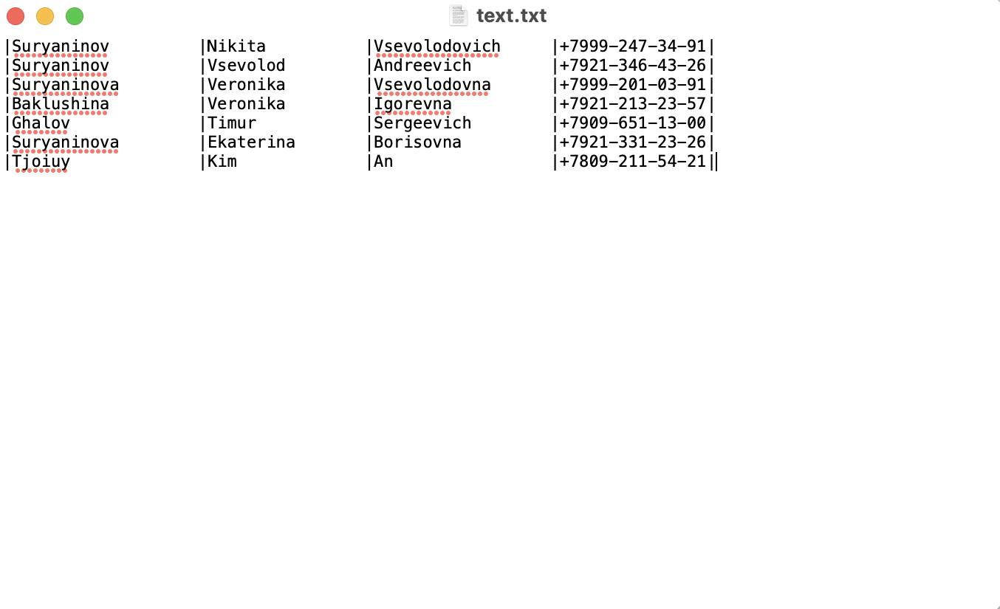 text.txt
|Suryaninov |Nikita |Vsevolodovich |+7999-247-34-91|
|Suryaninov |Vsevolod |Andreevich |+7921-346-43-26|
|Suryaninova |Veronika |Vsevolodovna |+7999-201-03-91|
|Baklushina |Veronika |Igorevna |+7921-213-23-57|
|Ghalov |Timur |Sergeevich |+7909-651-13-00|
|Suryaninova |Ekaterina |Borisovna |+7921-331-23-26|
|Tjoiuy |Kim |An |+7809-211-54-21|